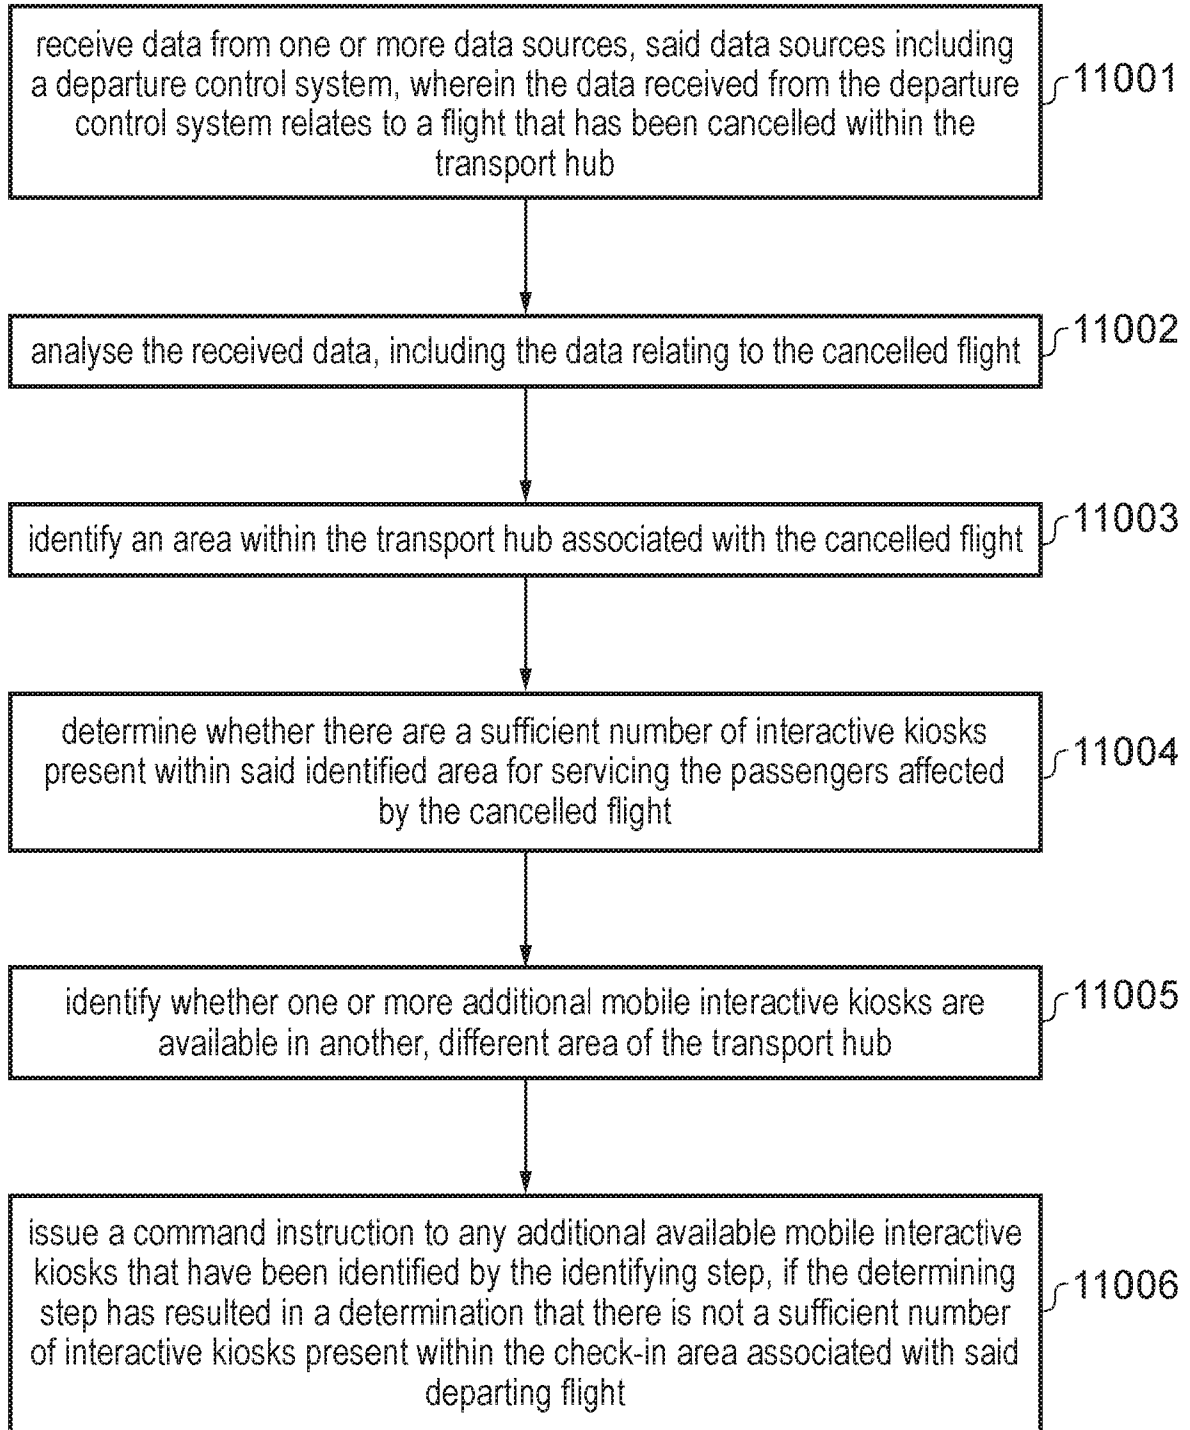 receive data from one or more data sources, said data sources including
a departure control system, wherein the data received from the departure
control system relates to a flight that has been cancelled within the
transport hub
11001
analyse the received data, including the data relating to the cancelled flight
11002
identify an area within the transport hub associated with the cancelled flight
11003
determine whether there are a sufficient number of interactive kiosks
present within said identified area for servicing the passengers affected
by the cancelled flight
11004
identify whether one or more additional mobile interactive kiosks are
available in another, different area of the transport hub
11005
issue a command instruction to any additional available mobile interactive
kiosks that have been identified by the identifying step, if the determining
step has resulted in a determination that there is not a sufficient number
of interactive kiosks present within the check-in area associated with said
departing flight
11006